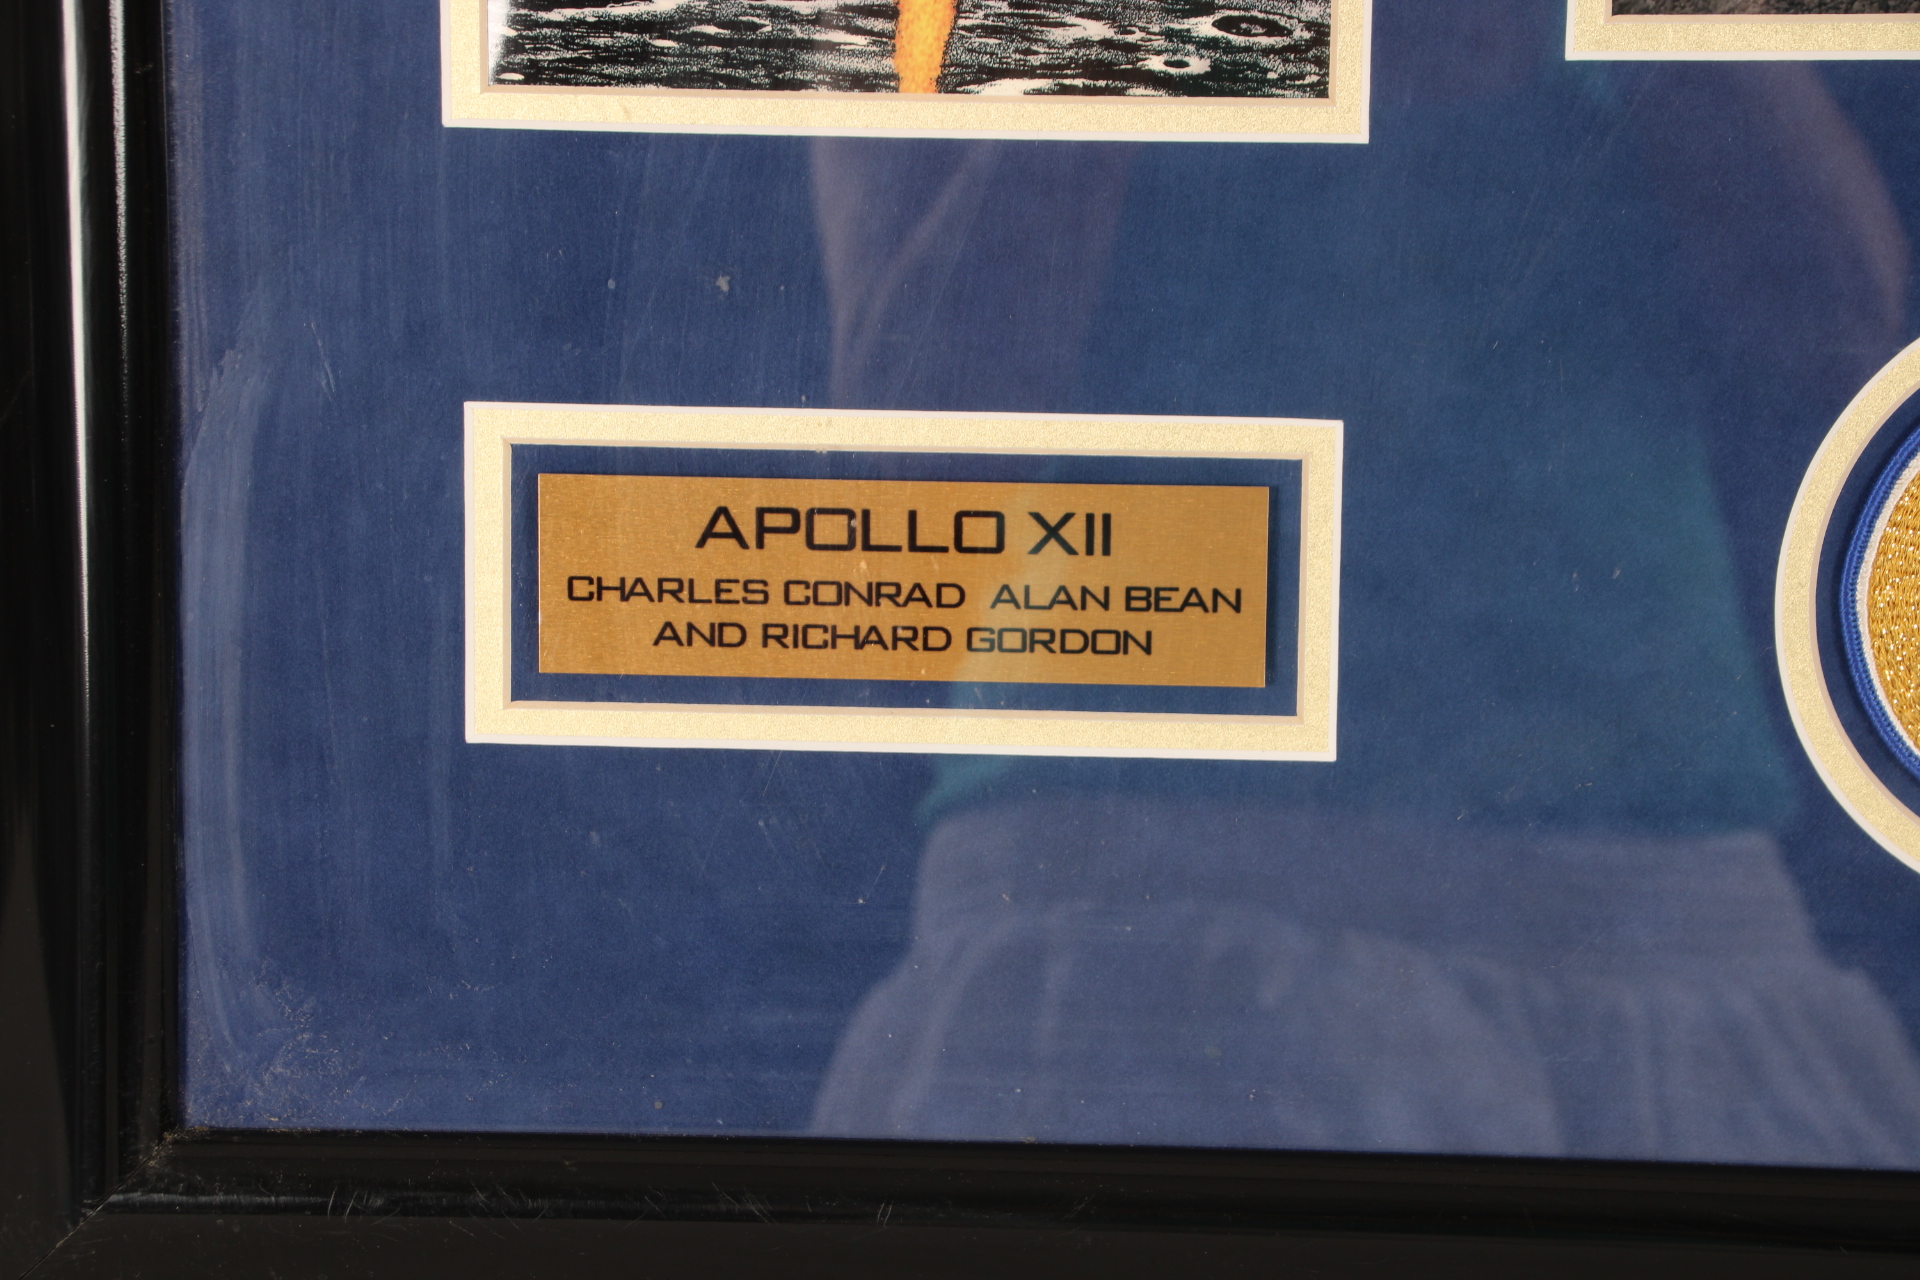 APOLLO XII
CHARLES CONRAD ALAN BEAN
AND RICHARD GORDON